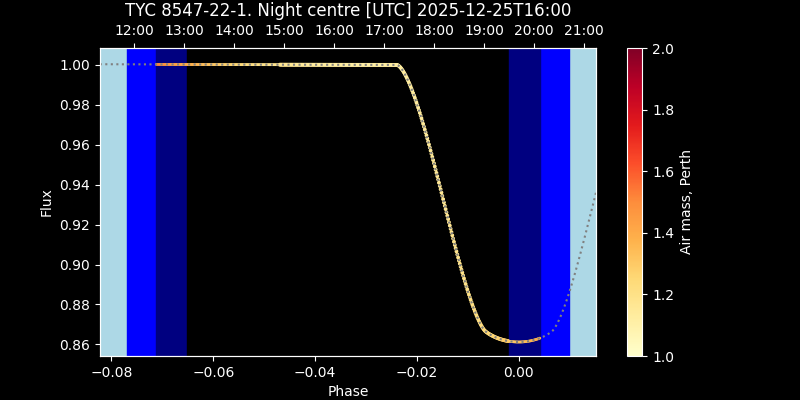 TYC 8547-22-1. Night centre [UTC] 2025-12-25T16:00
12:00 13:00 14:00 15:00 16:00 17:00 18:00 19:00 20:00 21:00
1.00
0.98
0.96
0.94
0.92
0.90
0.88
0.86
Flux
−0.08 −0.06 −0.04 −0.02 0.00
Phase
2.0
1.8
1.6
1.4
1.2
1.0
Air mass, Perth